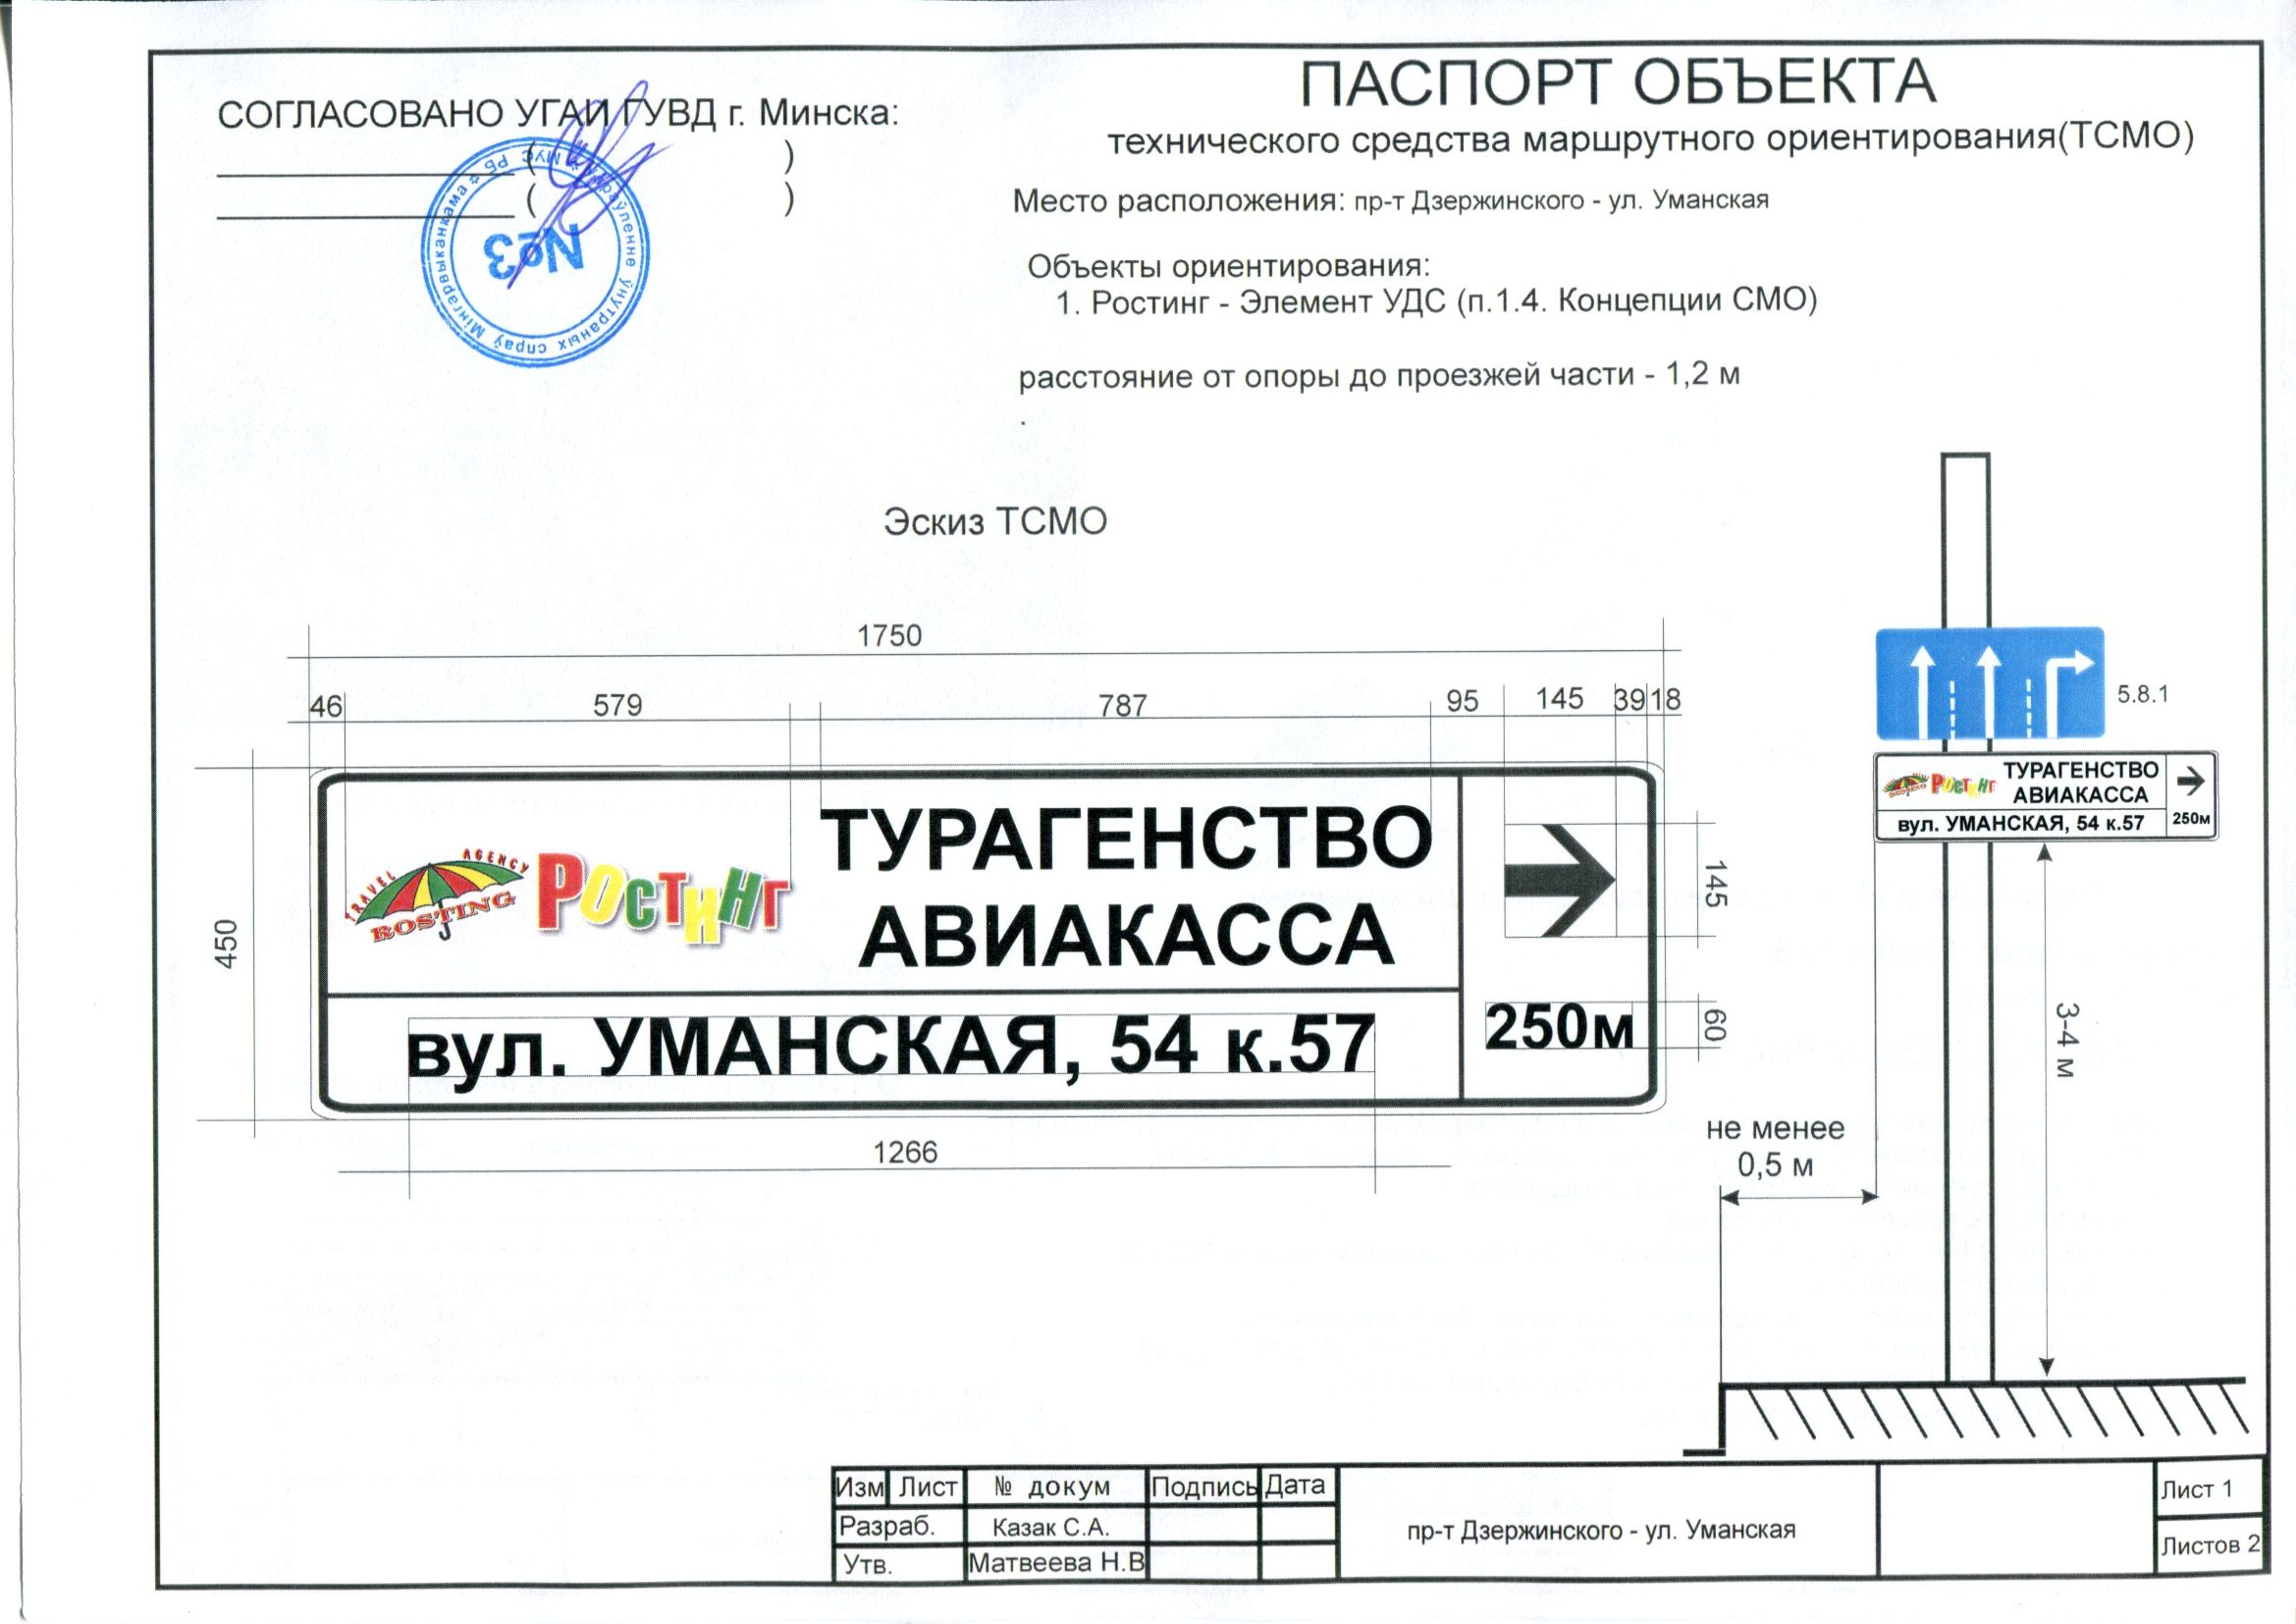 СОГЛАСОВАНО УГАИ ГУВД г. Минска:
( )
( )
ўпраўленне ўнутраных спраў Мінгарвыканкама * МУС РБ *
№3
ПАСПОРТ ОБЪЕКТА
технического средства маршрутного ориентирования(ТСМО)
Место расположения: пр-т Дзержинского - ул. Уманская
Объекты ориентирования:
1. Ростинг - Элемент УДС (п.1.4. Концепции СМО)
расстояние от опоры до проезжей части - 1,2 м
.
Эскиз ТСМО
1750
46 579 787 95 145 39 18
450
TRAVEL AGENCY
ROSTING
РОСТИНГ
ТУРАГЕНСТВО
АВИАКАССА
145
вул. УМАНСКАЯ, 54 к.57
250м
60
1266
5.8.1
ROSTING
РОСТИНГ
ТУРАГЕНСТВО
АВИАКАССА
вул. УМАНСКАЯ, 54 к.57
250м
3-4 м
не менее
0,5 м
Изм Лист № докум Подпись Дата
Разраб. Казак С.А.
Утв. Матвеева Н.В
пр-т Дзержинского - ул. Уманская
Лист 1
Листов 2